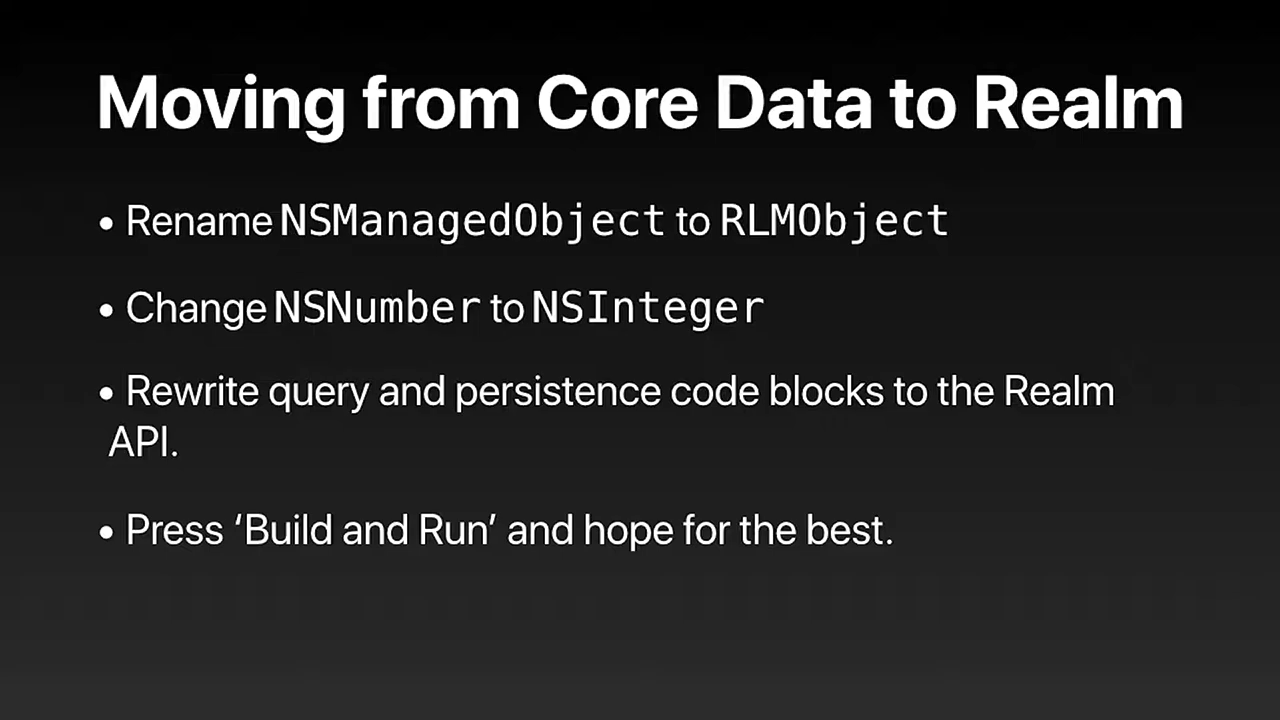 Moving from Core Data to Realm
• Rename NSManagedObject to RLMObject
• Change NSNumber to NSInteger
• Rewrite query and persistence code blocks to the Realm
API.
• Press ‘Build and Run’ and hope for the best.